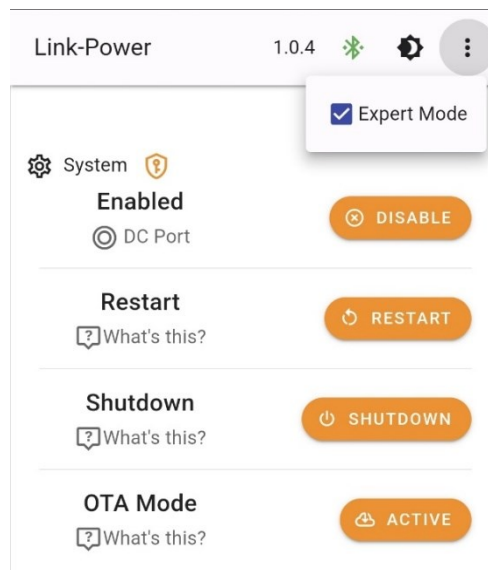 Link-Power 1.0.4
Expert Mode
System
Enabled
DC Port
DISABLE
Restart
What's this?
RESTART
Shutdown
What's this?
SHUTDOWN
OTA Mode
What's this?
ACTIVE